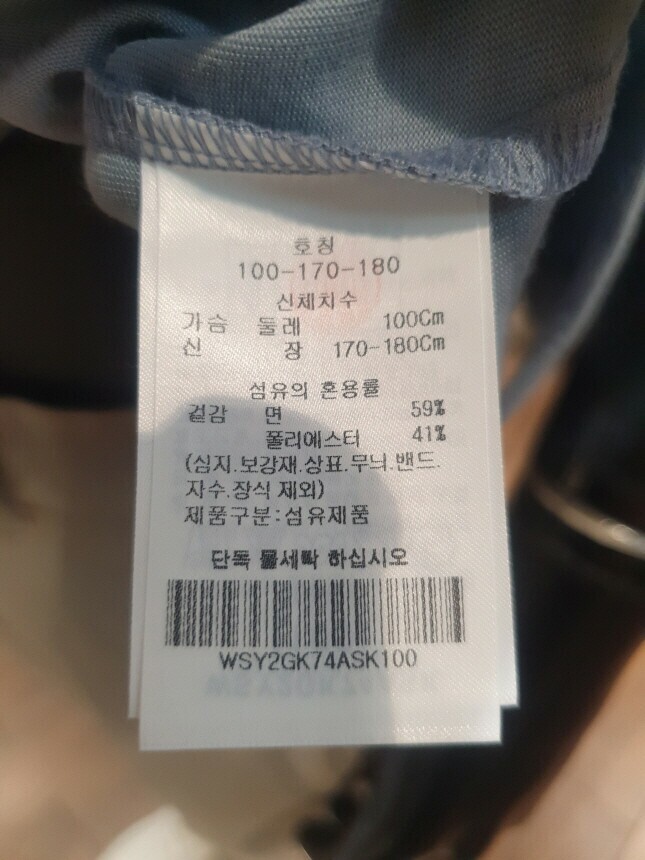 호칭
100-170-180
신체치수
가슴 둘레 100Cm
신 장 170-180Cm
섬유의 혼용률
겉감 면 59%
폴리에스터 41%
(심지.보강재.상표.무늬.밴드.
자수.장식 제외)
제품구분:섬유제품
단독 물세탁 하십시오
WSY2GK74ASK100